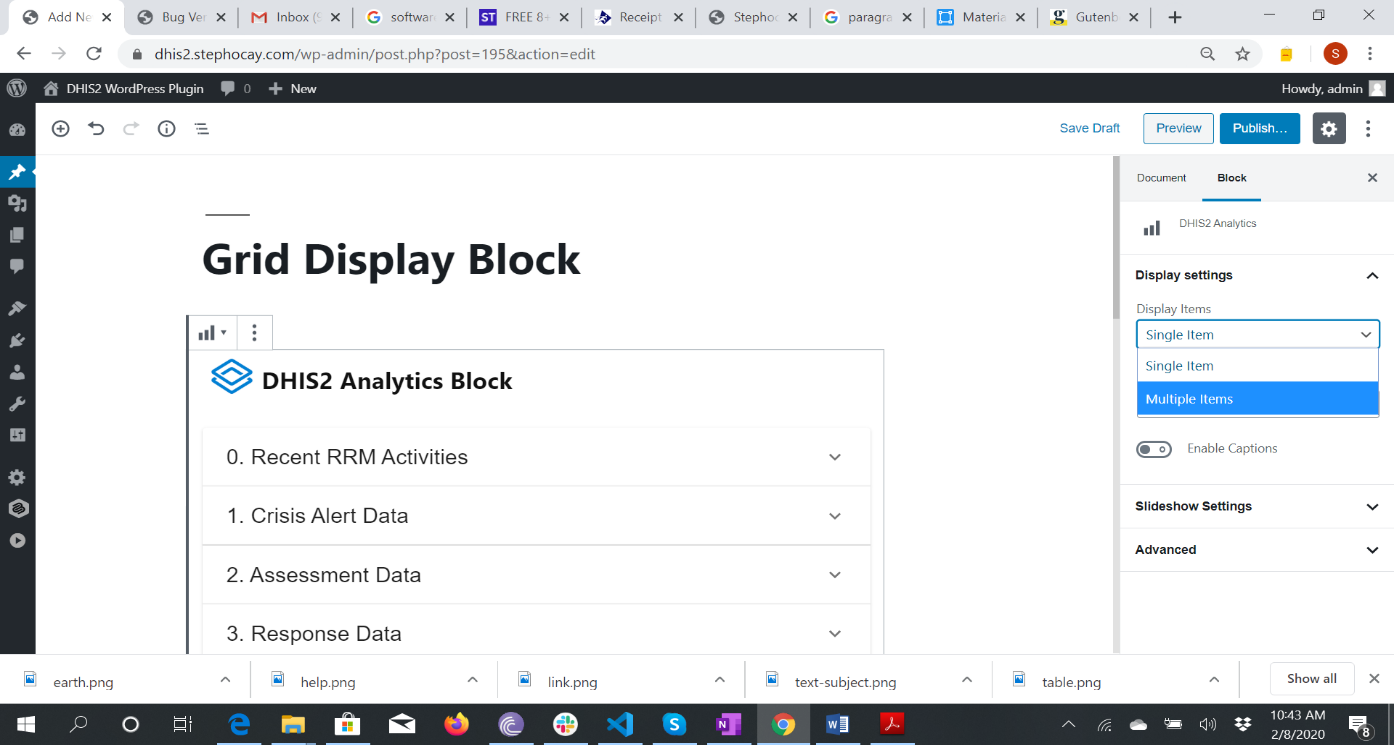 Add Ne
Bug Ver
Inbox (9
software
ST FREE 8+
Receipt
Stephoc
paragra
Materia
Gutenb
dhis2.stephocay.com/wp-admin/post.php?post=195&action=edit
S
DHIS2 WordPress Plugin 0 New Howdy, admin
Save Draft Preview Publish…
Document Block
DHIS2 Analytics
Display settings
Display Items
Single Item
Single Item
Multiple Items
Enable Captions
Slideshow Settings
Advanced
Grid Display Block
DHIS2 Analytics Block
0. Recent RRM Activities
1. Crisis Alert Data
2. Assessment Data
3. Response Data
earth.png help.png link.png text-subject.png table.png Show all
10:43 AM
2/8/2020
8